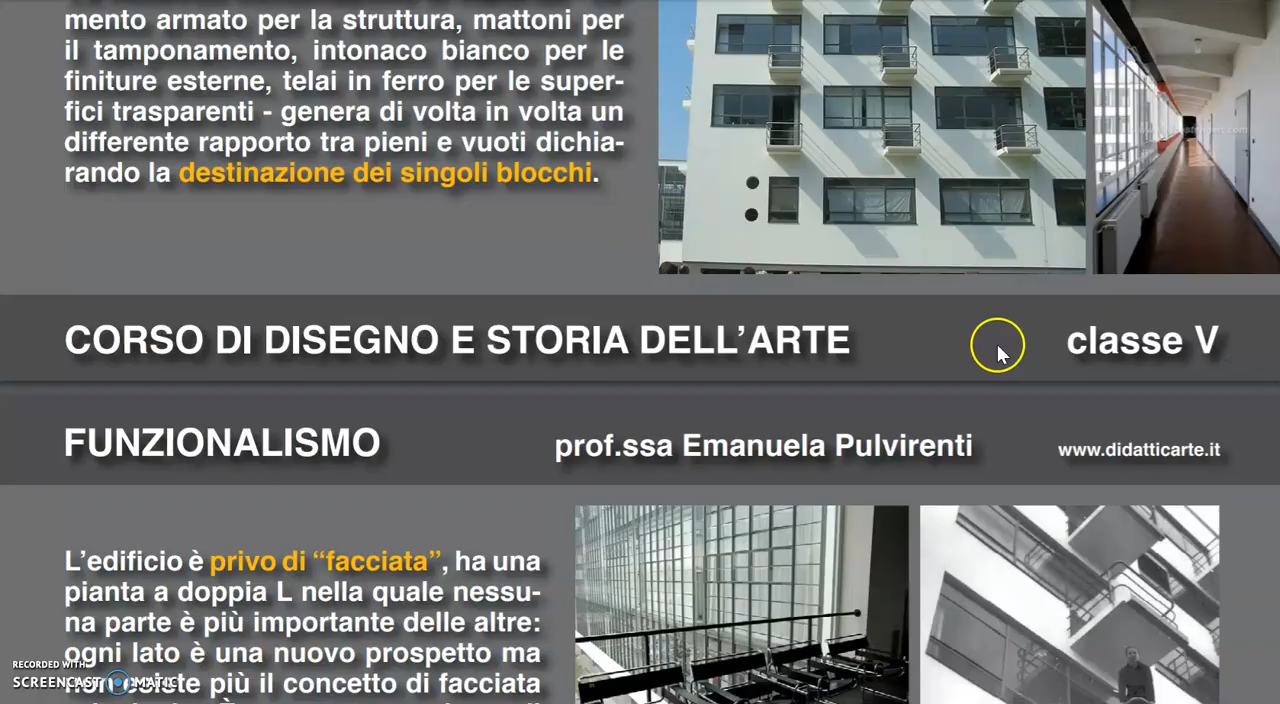 mento armato per la struttura, mattoni per
il tamponamento, intonaco bianco per le
finiture esterne, telai in ferro per le super-
fici trasparenti - genera di volta in volta un
differente rapporto tra pieni e vuoti dichia-
rando la destinazione dei singoli blocchi.
CORSO DI DISEGNO E STORIA DELL’ARTE classe V
FUNZIONALISMO prof.ssa Emanuela Pulvirenti www.didatticarte.it
L’edificio è privo di “facciata”, ha una
pianta a doppia L nella quale nessu-
na parte è più importante delle altre:
ogni lato è una nuovo prospetto ma
più il concetto di facciata
RECORDED WITH
SCREENCAST MATIC